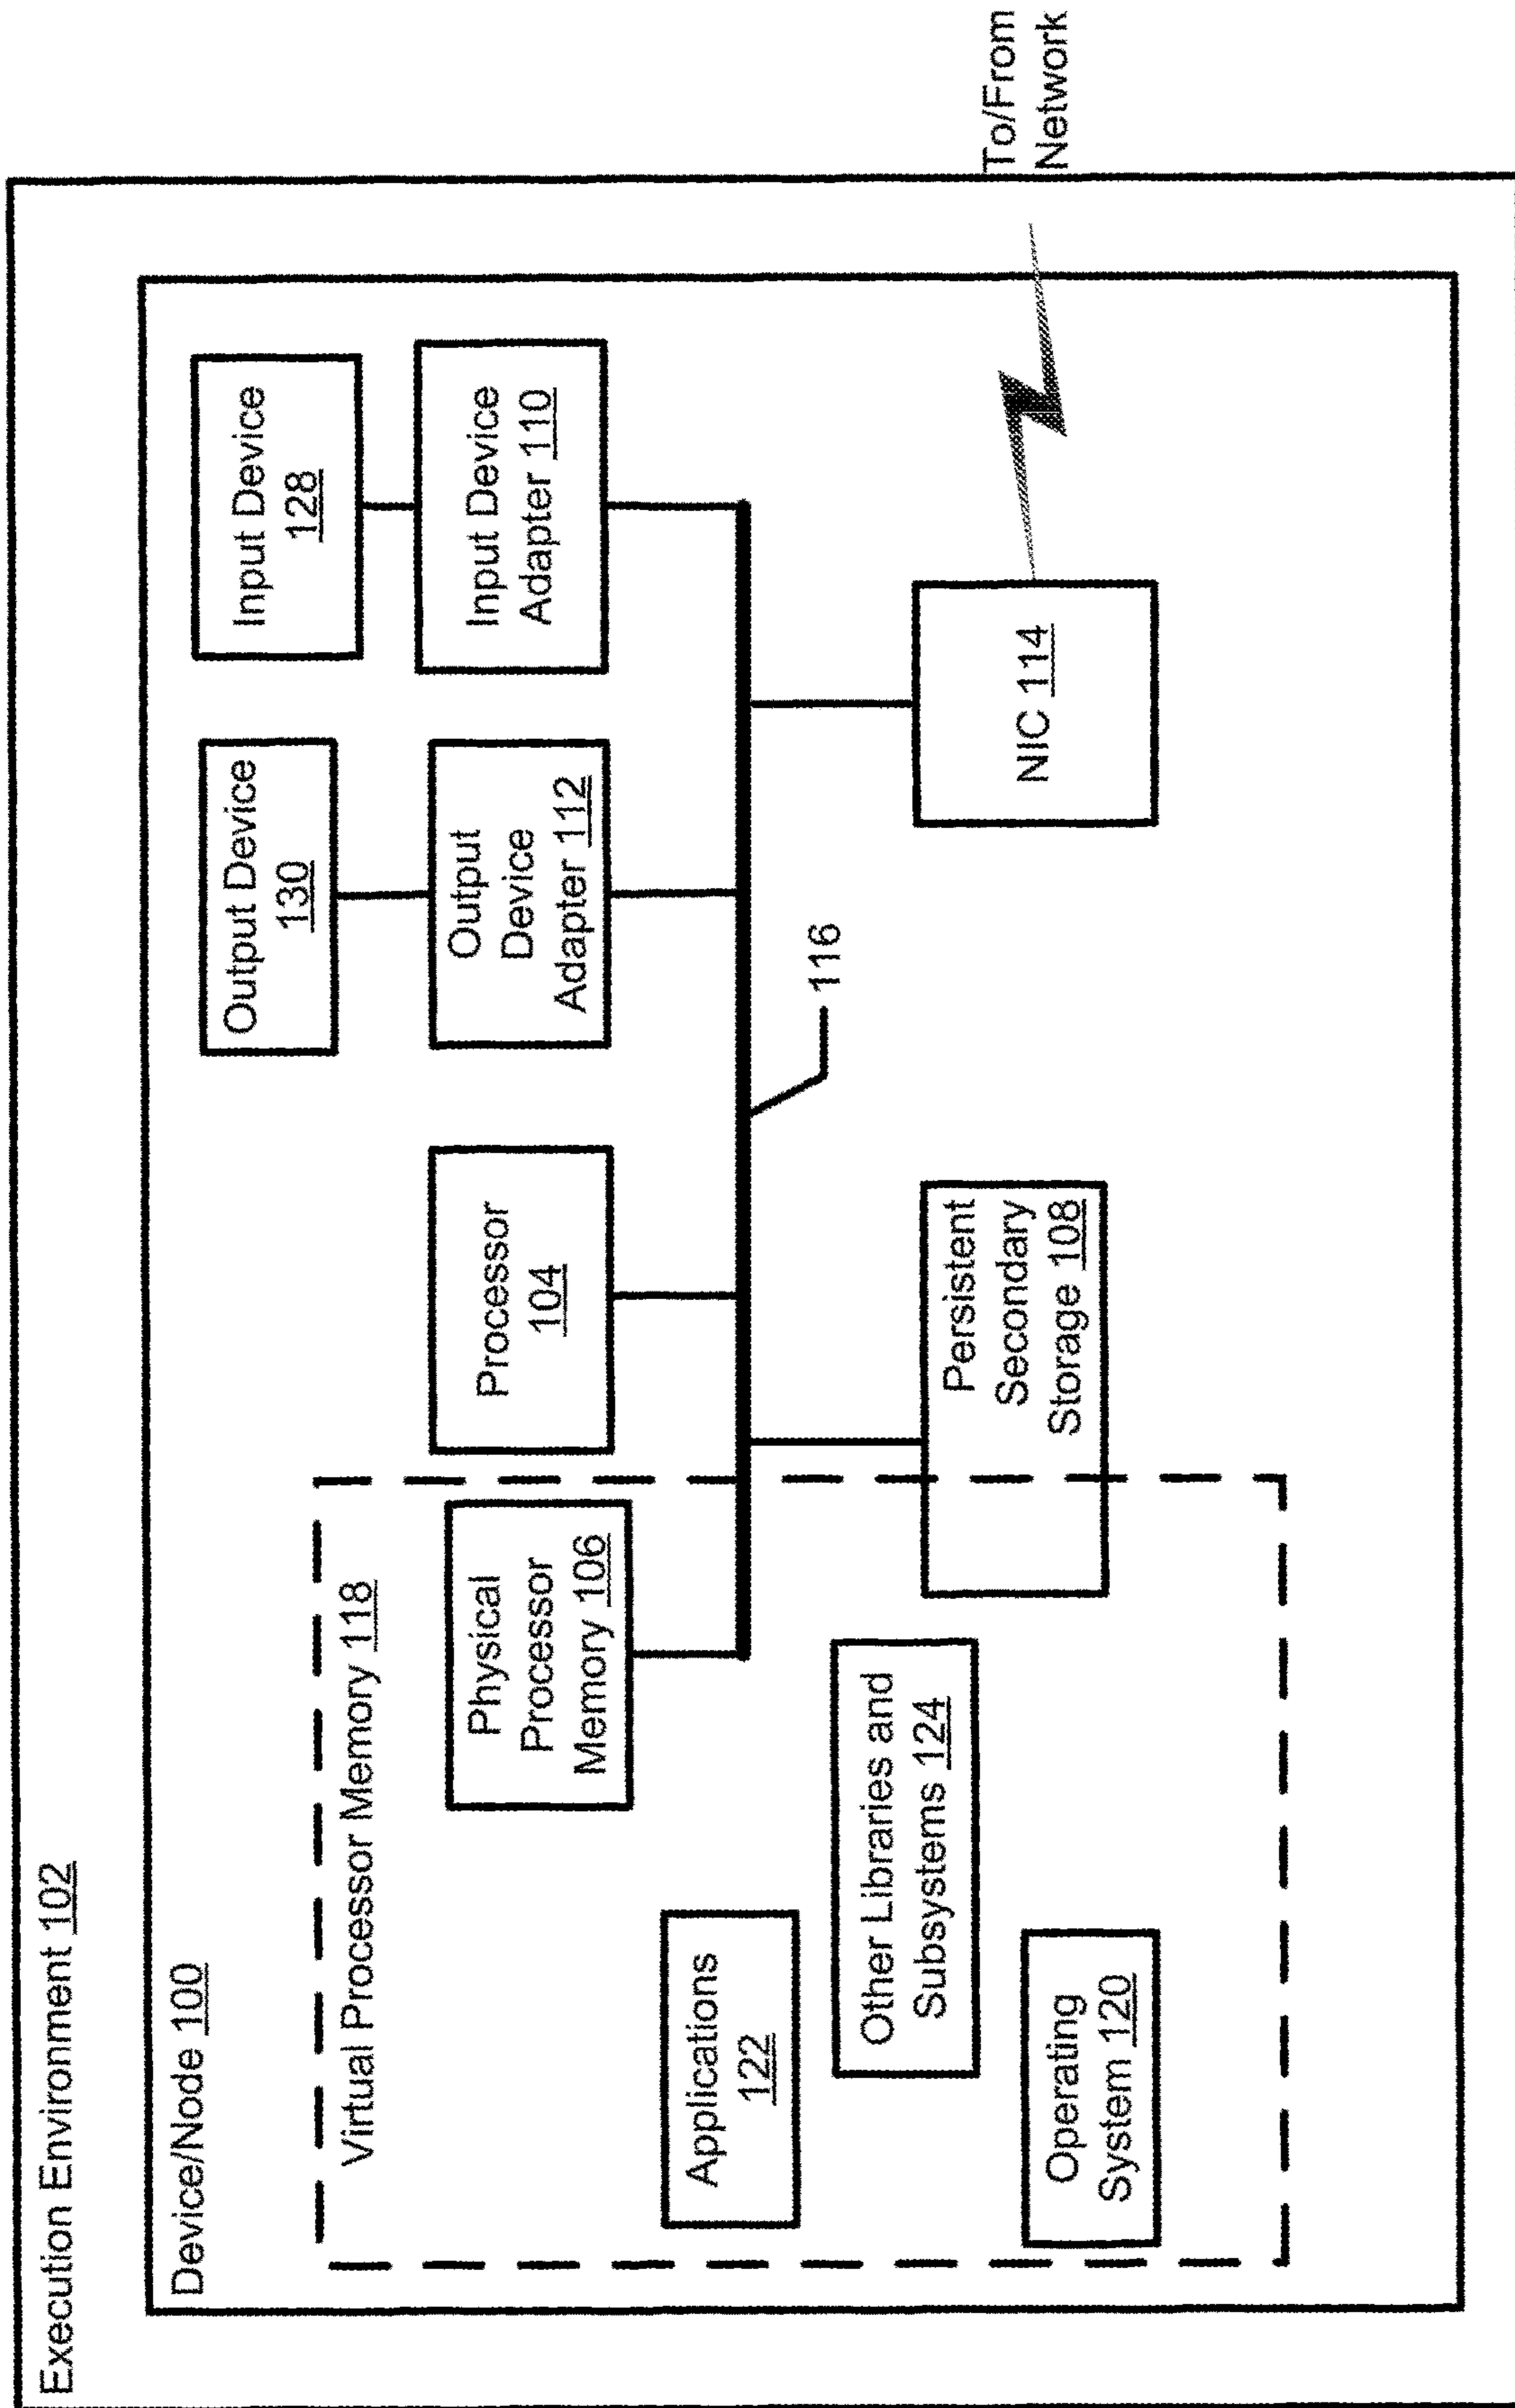 Execution Environment 102
Device/Node 100
Virtual Processor Memory 118
Output Device
130
Input Device
128
Physical
Processor
Memory 106
Processor
104
Output
Device
Adapter 112
Input Device
Adapter 110
Applications
122
116
Other Libraries and
Subsystems 124
Persistent
Secondary
Storage 108
NIC 114
To/From
Network
Operating
System 120